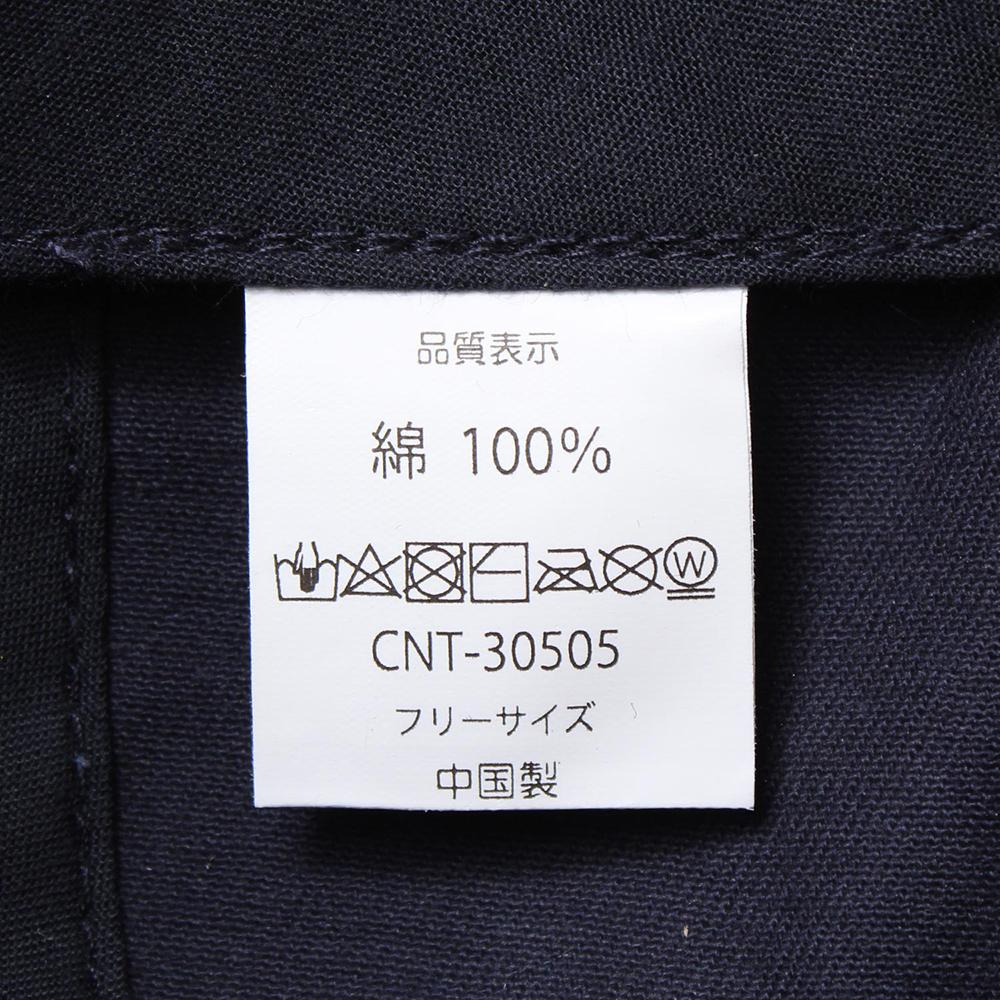 品質表示
綿 100%
W
CNT-30505
フリーサイズ
中国製